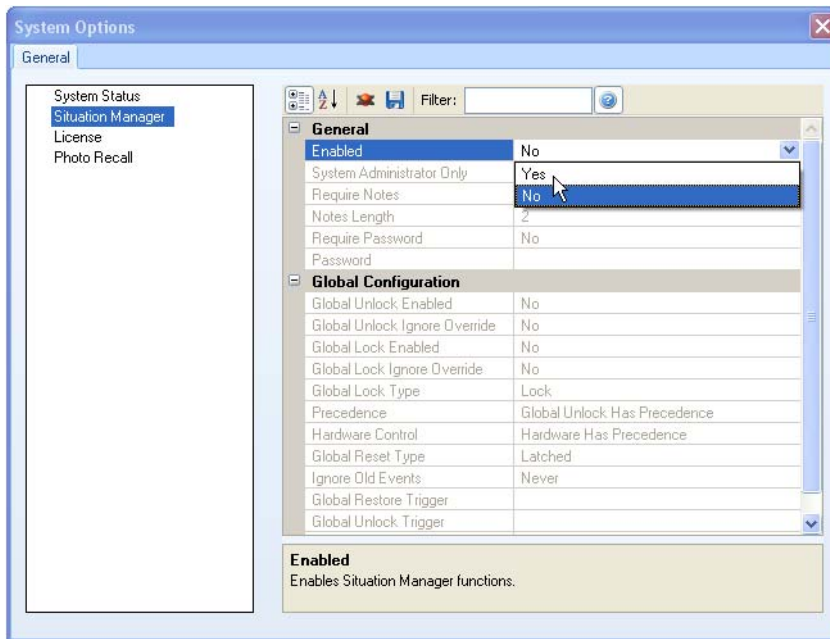 System Options
General
System Status
Situation Manager
License
Photo Recall
Filter:
General
Enabled No
System Administrator Only Yes
Require Notes No
Notes Length 2
Require Password No
Password
Global Configuration
Global Unlock Enabled No
Global Unlock Ignore Override No
Global Lock Enabled No
Global Lock Ignore Override No
Global Lock Type Lock
Precedence Global Unlock Has Precedence
Hardware Control Hardware Has Precedence
Global Reset Type Latched
Ignore Old Events Never
Global Restore Trigger
Global Unlock Trigger
Enabled
Enables Situation Manager functions.